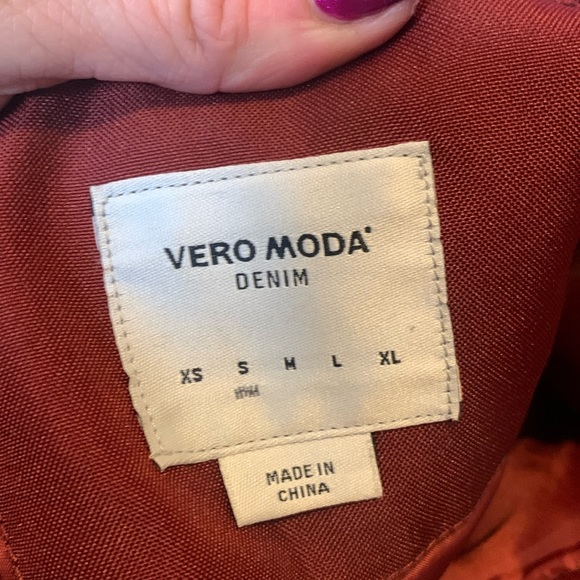 VERO MODA
DENIM
XS S M L XL
MADE IN
CHINA